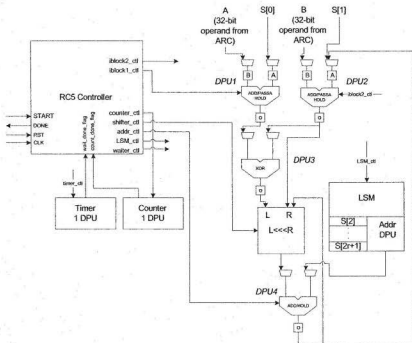 A
(32-bit
operand from
ARC)
S[0]
B
(32-bit
operand from
ARC)
S[1]
iblock2_ctl
iblock1_ctl
RC5 Controller
START
DONE
RST
CLK
wait_done_flag
count_done_flag
counter_ctl
shifter_ctl
addr_ctl
LSM_ctl
waiter_ctl
timer_ctl
Timer
1 DPU
Counter
1 DPU
DPU1
B
A
ADD/PASSA
HOLD
O
B
A
ADD/PASSA
HOLD
O
DPU2
iblock2_ctl
XOR
O
DPU3
L R
L<<<R
LSM_ctl
LSM
S[2]
S[2r+1]
Addr
DPU
DPU4
ADD/HOLD
O